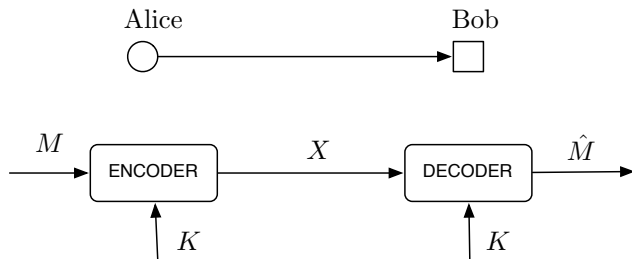 Alice Bob
M ENCODER X DECODER M̂
K K